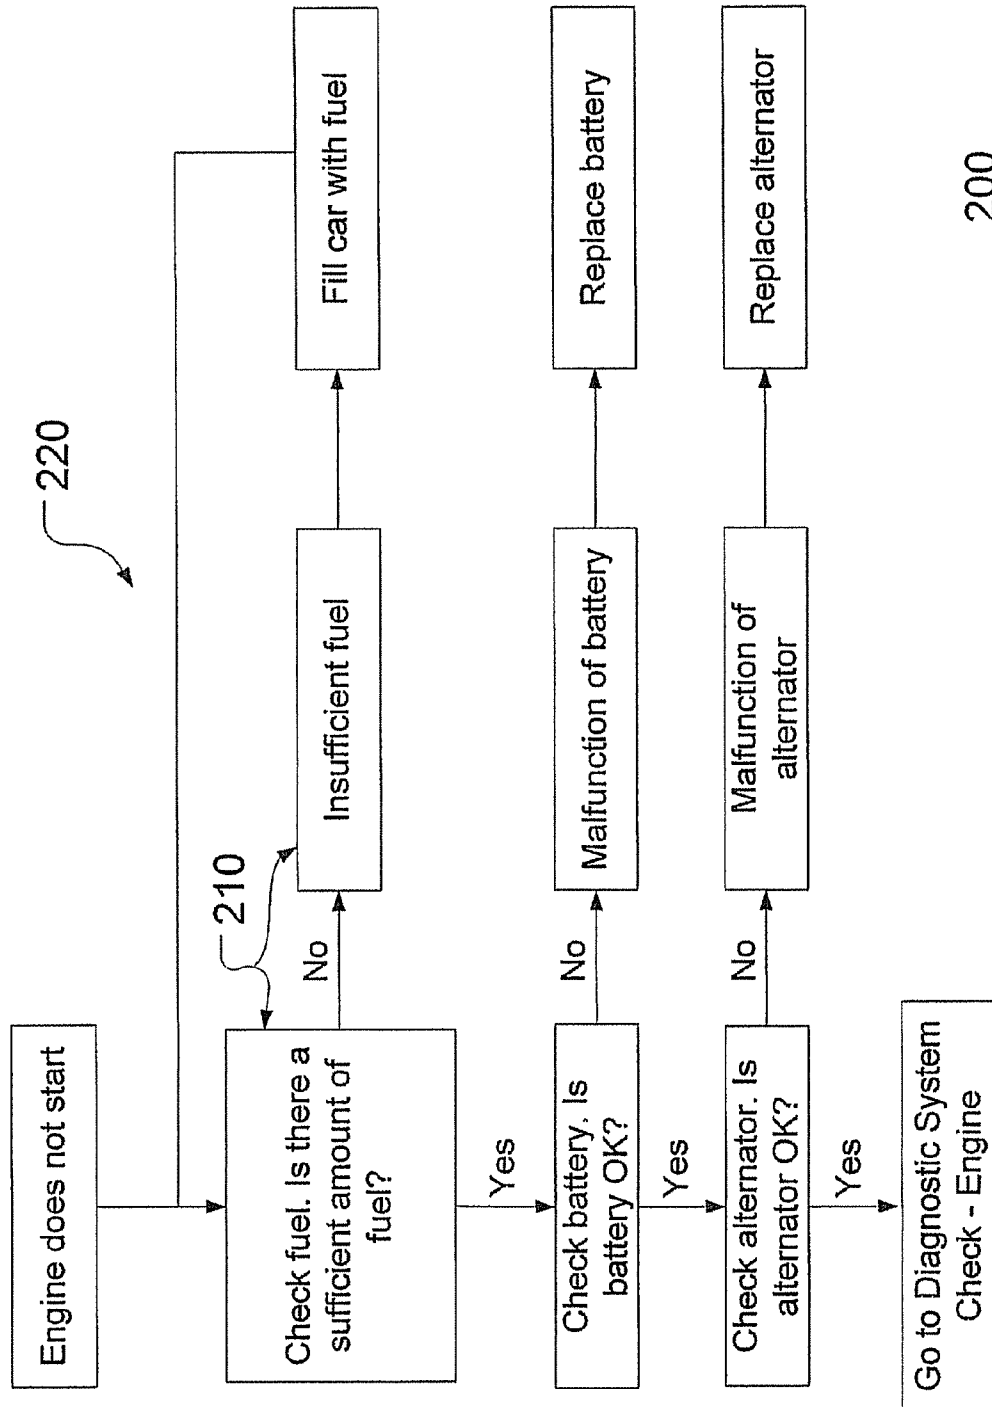 Engine does not start
220
210
Check fuel. Is there a
sufficient amount of
fuel?
No
Insufficient fuel
Fill car with fuel
Yes
Check battery. Is
battery OK?
No
Malfunction of battery
Replace battery
Yes
Check alternator. Is
alternator OK?
No
Malfunction of
alternator
Replace alternator
Yes
Go to Diagnostic System
Check - Engine
200